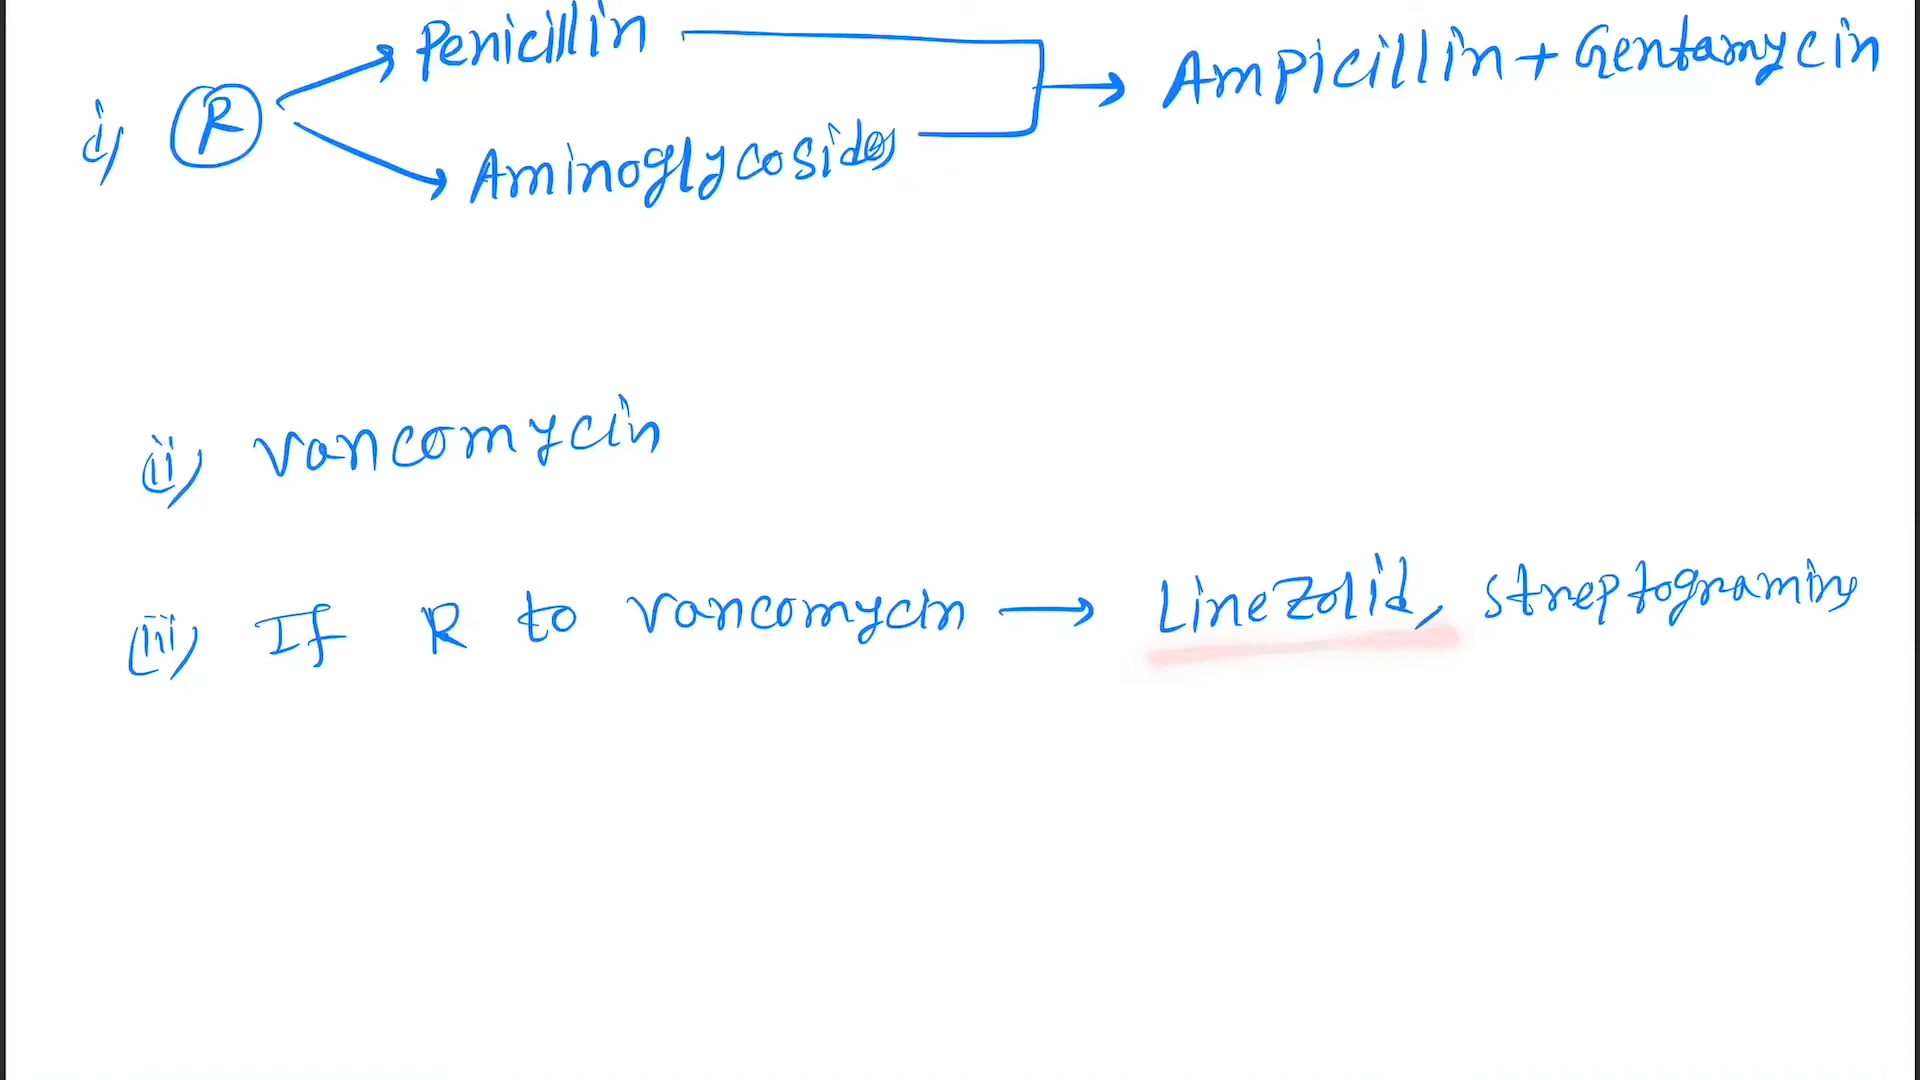 i) R → Penicillin → Ampicillin + Gentamycin
→ Aminoglycosides
(ii) Vancomycin
(iii) If R to vancomycin → Linezolid, streptogramins